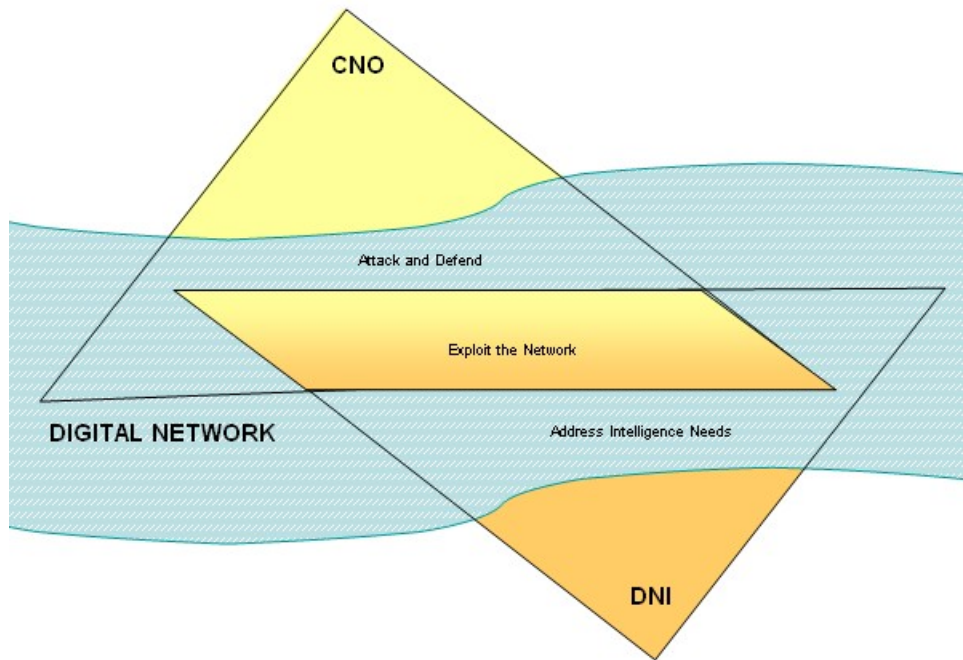 CNO
Attack and Defend
Exploit the Network
DIGITAL NETWORK
Address Intelligence Needs
DNI